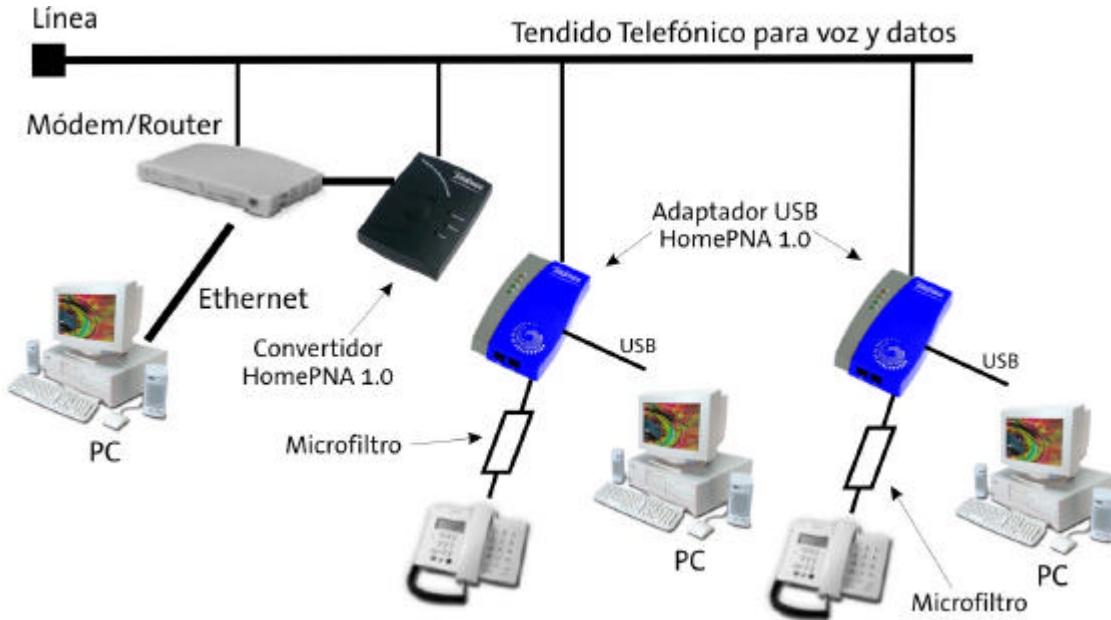 Línea
Tendido Telefónico para voz y datos
Módem/Router
Adaptador USB
HomePNA 1.0
Ethernet
Convertidor
HomePNA 1.0
USB
USB
Microfiltro
PC
PC
PC
Microfiltro